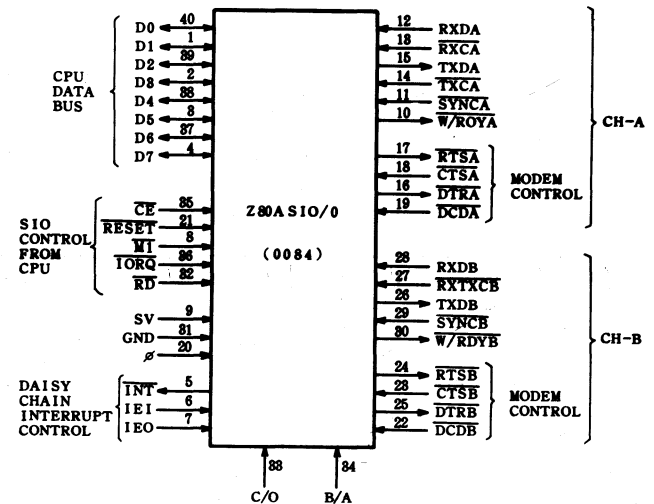 CPU
DATA
BUS
D0 40
D1 1
D2 39
D3 2
D4 38
D5 3
D6 37
D7 4
SIO
CONTROL
FROM
CPU
CE 35
RESET 21
MI 8
IORQ 36
RD 32
SV 9
GND 31
ø 20
DAISY
CHAIN
INTERRUPT
CONTROL
INT 5
IEI 6
IEO 7
Z80ASIO/0
(0084)
12 RXDA
13 RXCA
15 TXDA
14 TXCA
11 SYNCA
10 W/ROYA
17 RTSA
18 CTSA
16 DTRA
19 DCDA
MODEM
CONTROL
CH-A
28 RXDB
27 RXTXCB
26 TXDB
29 SYNCB
30 W/RDYB
24 RTSB
23 CTSB
25 DTRB
22 DCDB
MODEM
CONTROL
CH-B
33
C/O
34
B/A